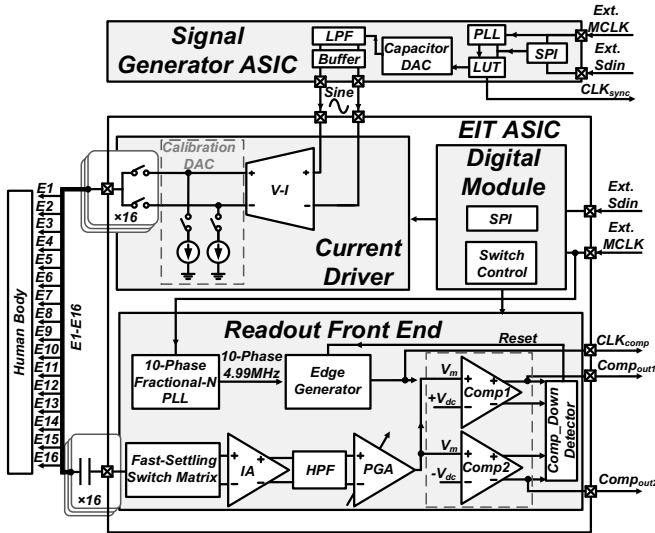 Signal
Generator ASIC
LPF
Buffer
Capacitor
DAC
PLL
LUT
SPI
Ext.
MCLK
Ext.
Sdin
CLKsync
Sine
EIT ASIC
Calibration
DAC
V-I
+
−
+
−
Current
Driver
Digital
Module
SPI
Switch
Control
Ext.
Sdin
Ext.
MCLK
×16
Human Body
E1
E2
E3
E4
E5
E6
E7
E8
E9
E10
E11
E12
E13
E14
E15
E16
E1-E16
×16
Readout Front End
10-Phase
Fractional-N
PLL
10-Phase
4.99MHz
Edge
Generator
Reset
CLKcomp
Vm
+Vdc
+
−
+
−
Comp1
Compout1
Vm
-Vdc
+
−
+
−
Comp2
Compout2
Comp_Down
Detector
Fast-Settling
Switch Matrix
+
−
IA
+
−
HPF
+
−
PGA